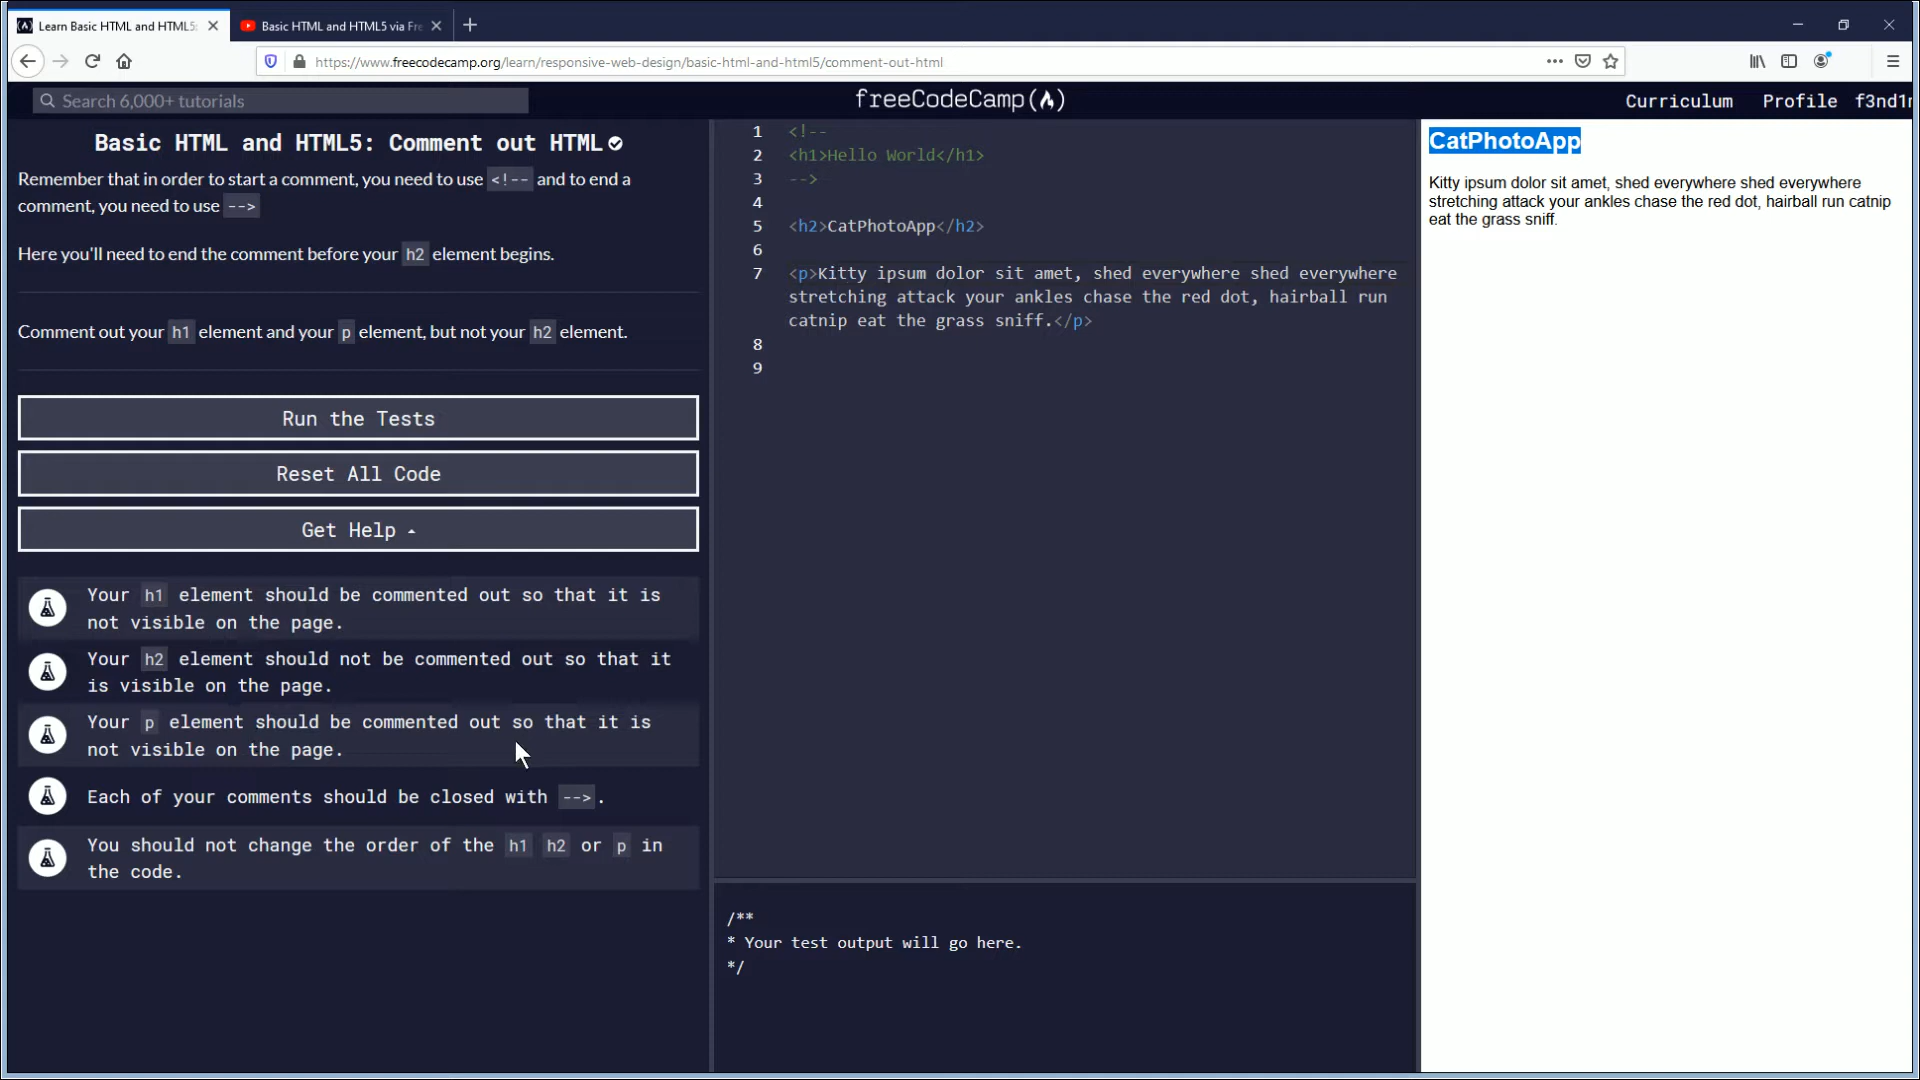 Learn Basic HTML and HTML5:
Basic HTML and HTML5 via Fre
https://www.freecodecamp.org/learn/responsive-web-design/basic-html-and-html5/comment-out-html
Search 6,000+ tutorials
freeCodeCamp(🔥)
Curriculum
Profile
f3nd1
Basic HTML and HTML5: Comment out HTML
Remember that in order to start a comment, you need to use <!-- and to end a
comment, you need to use -->
Here you'll need to end the comment before your h2 element begins.
Comment out your h1 element and your p element, but not your h2 element.
Run the Tests
Reset All Code
Get Help
Your h1 element should be commented out so that it is
not visible on the page.
Your h2 element should not be commented out so that it
is visible on the page.
Your p element should be commented out so that it is
not visible on the page.
Each of your comments should be closed with -->.
You should not change the order of the h1 h2 or p in
the code.
1 <!--
2 <h1>Hello World</h1>
3 -->
4
5 <h2>CatPhotoApp</h2>
6
7 <p>Kitty ipsum dolor sit amet, shed everywhere shed everywhere
stretching attack your ankles chase the red dot, hairball run
catnip eat the grass sniff.</p>
8
9
/**
* Your test output will go here.
*/
CatPhotoApp
Kitty ipsum dolor sit amet, shed everywhere shed everywhere
stretching attack your ankles chase the red dot, hairball run catnip
eat the grass sniff.